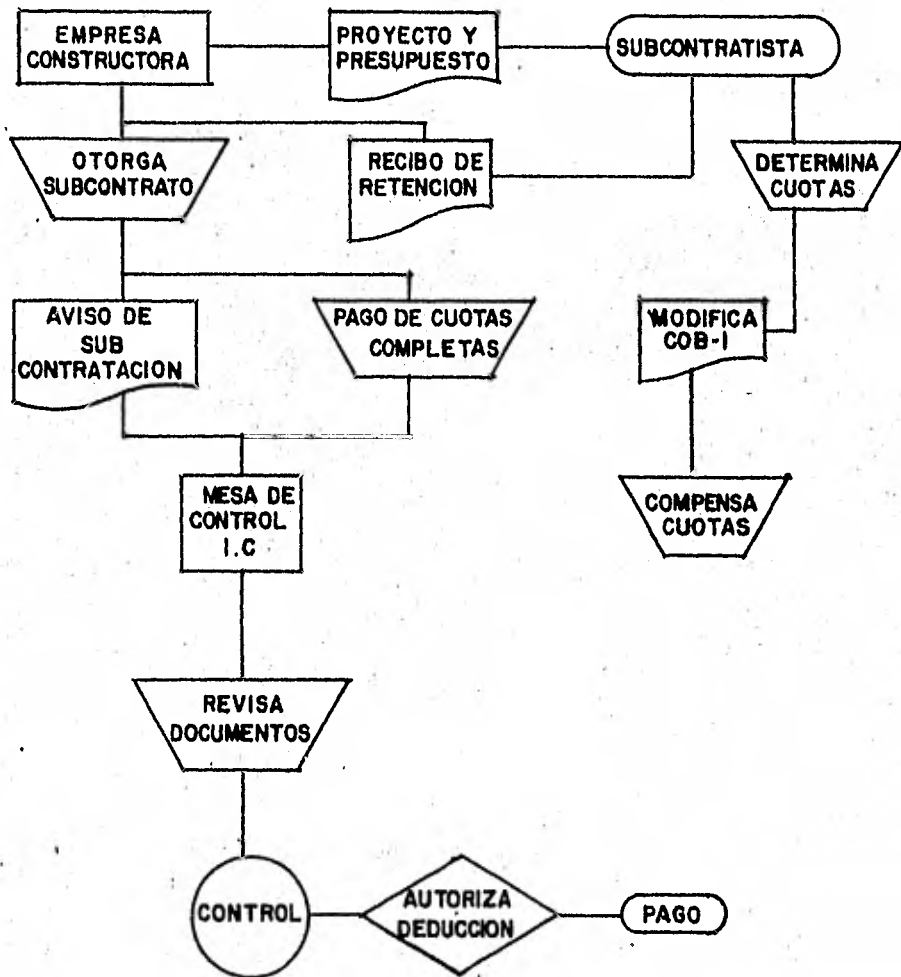 EMPRESA
CONSTRUCTORA
PROYECTO Y
PRESUPUESTO
SUBCONTRATISTA
OTORGA
SUBCONTRATO
RECIBO DE
RETENCION
DETERMINA
CUOTAS
AVISO DE
SUB
CONTRATACION
PAGO DE CUOTAS
COMPLETAS
MODIFICA
COB-I
MESA DE
CONTROL
I.C
COMPENSA
CUOTAS
REVISA
DOCUMENTOS
CONTROL
AUTORIZA
DEDUCCION
PAGO